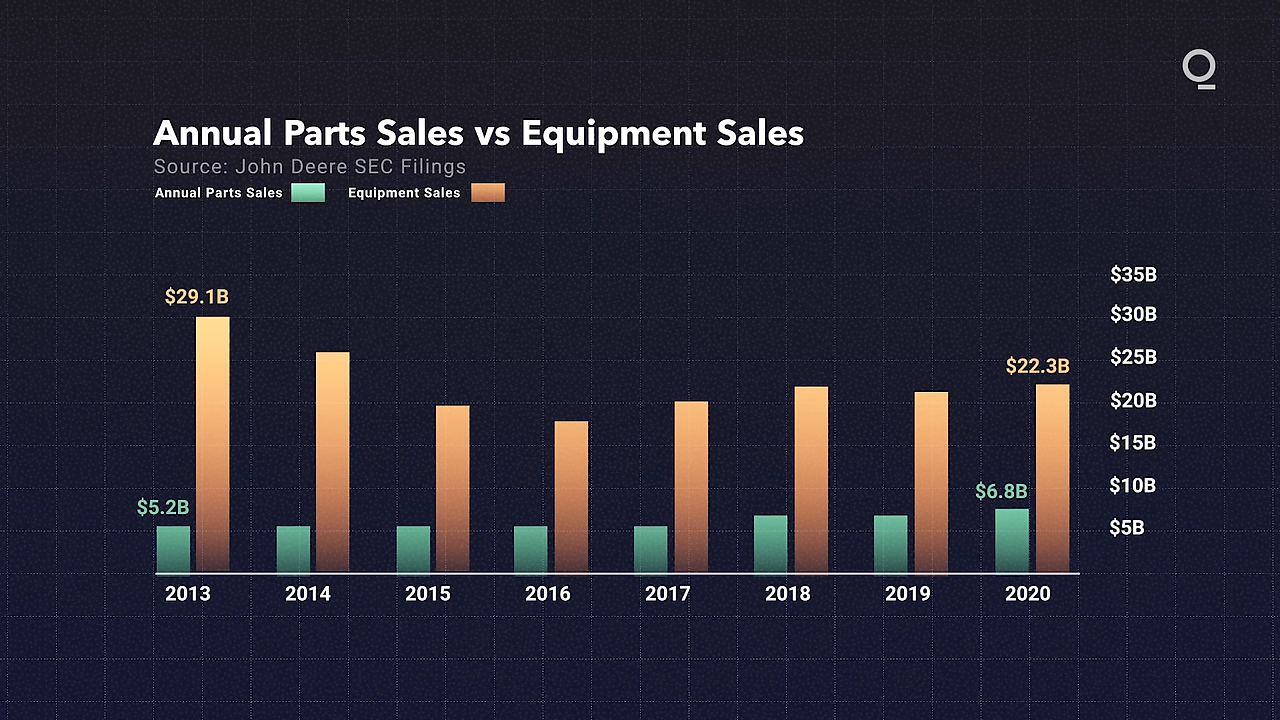 Annual Parts Sales vs Equipment Sales
Source: John Deere SEC Filings
Annual Parts Sales Equipment Sales
$35B
$29.1B
$30B
$25B
$22.3B
$20B
$15B
$10B
$6.8B
$5.2B
$5B
2013 2014 2015 2016 2017 2018 2019 2020